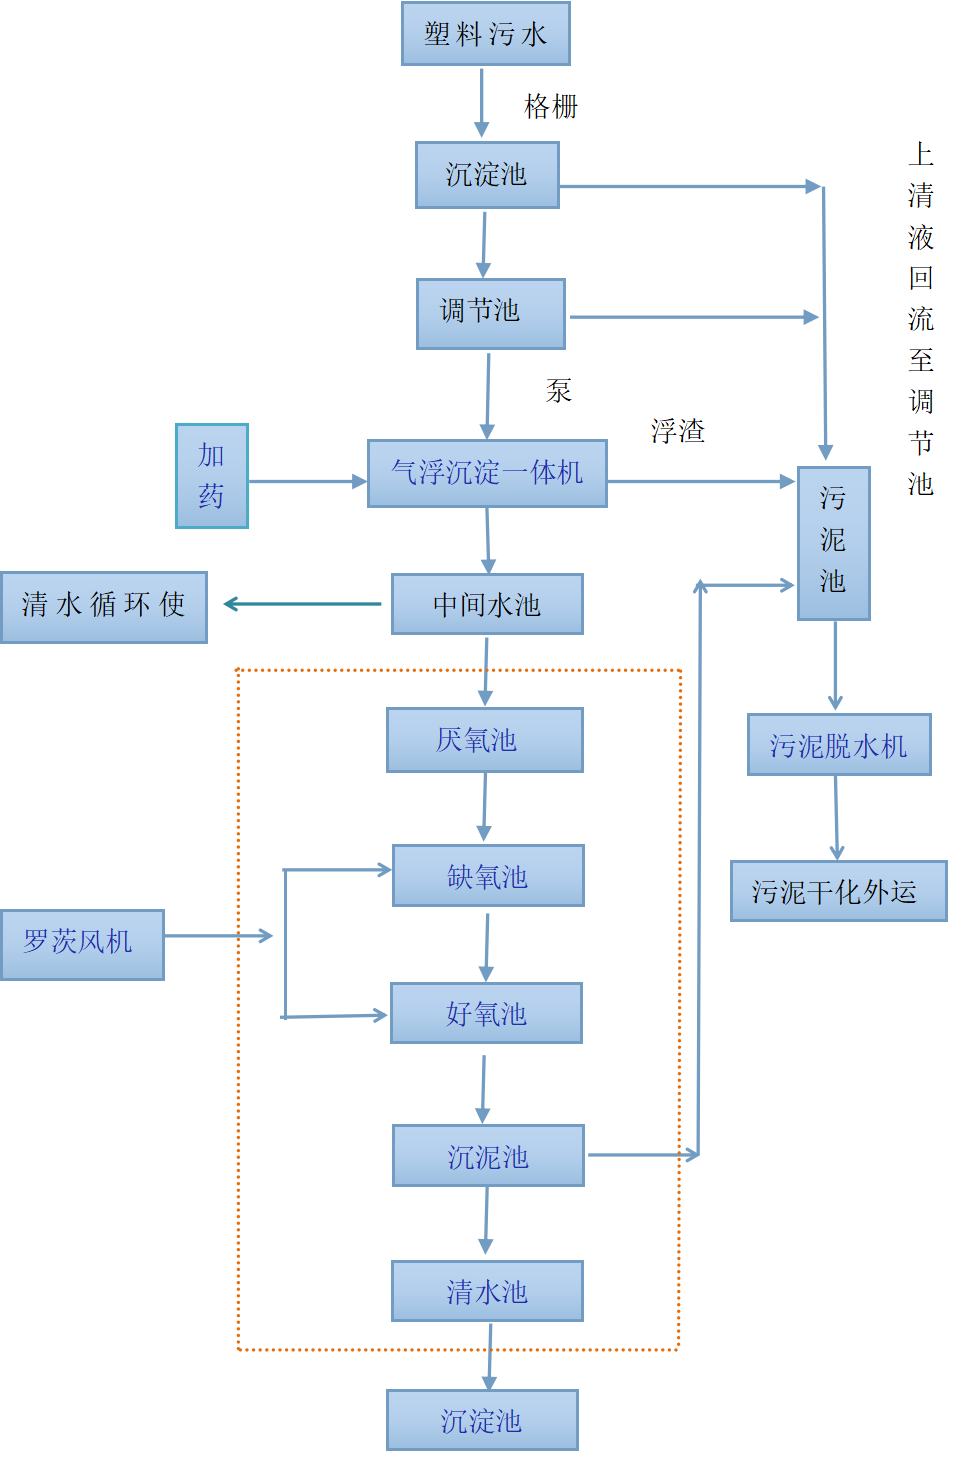 塑料污水
格栅
沉淀池
上清液回流至调节池
调节池
泵
浮渣
加药
气浮沉淀一体机
污泥池
清水循环使
中间水池
厌氧池
污泥脱水机
缺氧池
污泥干化外运
罗茨风机
好氧池
沉泥池
清水池
沉淀池